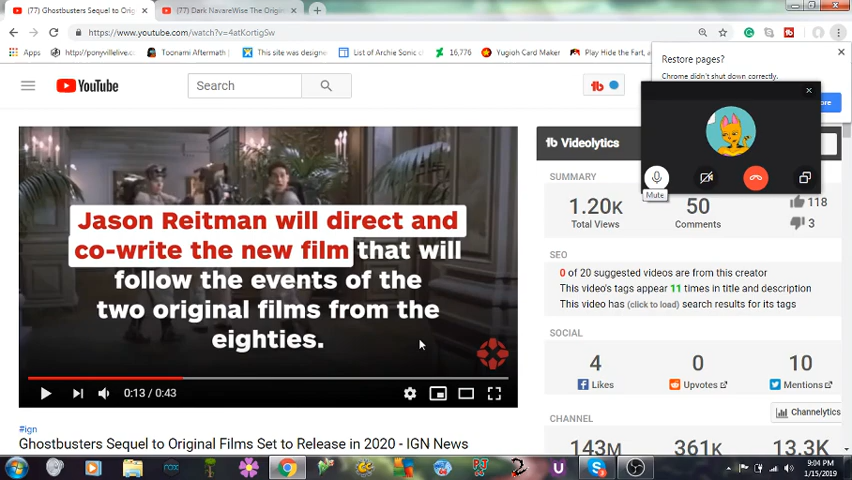 (77) Ghostbusters Sequel to Orig
(77) Dark NavareWise The Origin
https://www.youtube.com/watch?v=4atKortigSw
Apps
http://ponyvillelive.c
Toonami Aftermath
This site was designe
List of Archie Sonic c
16,776
Yugioh Card Maker
Play Hide the Fart, a
Restore pages?
Chrome didn't shut down correctly.
ore
YouTube
Search
Mute
Jason Reitman will direct and
co-write the new film that will
follow the events of the
two original films from the
eighties.
0:13 / 0:43
#ign
Ghostbusters Sequel to Original Films Set to Release in 2020 - IGN News
Videolytics
SUMMARY
1.20K
Total Views
50
Comments
118
3
SEO
0 of 20 suggested videos are from this creator
This video's tags appear 11 times in title and description
This video has (click to load) search results for its tags
SOCIAL
4
Likes
0
Upvotes
10
Mentions
Channelytics
CHANNEL
143M
361K
13.3K
9:04 PM
1/15/2019